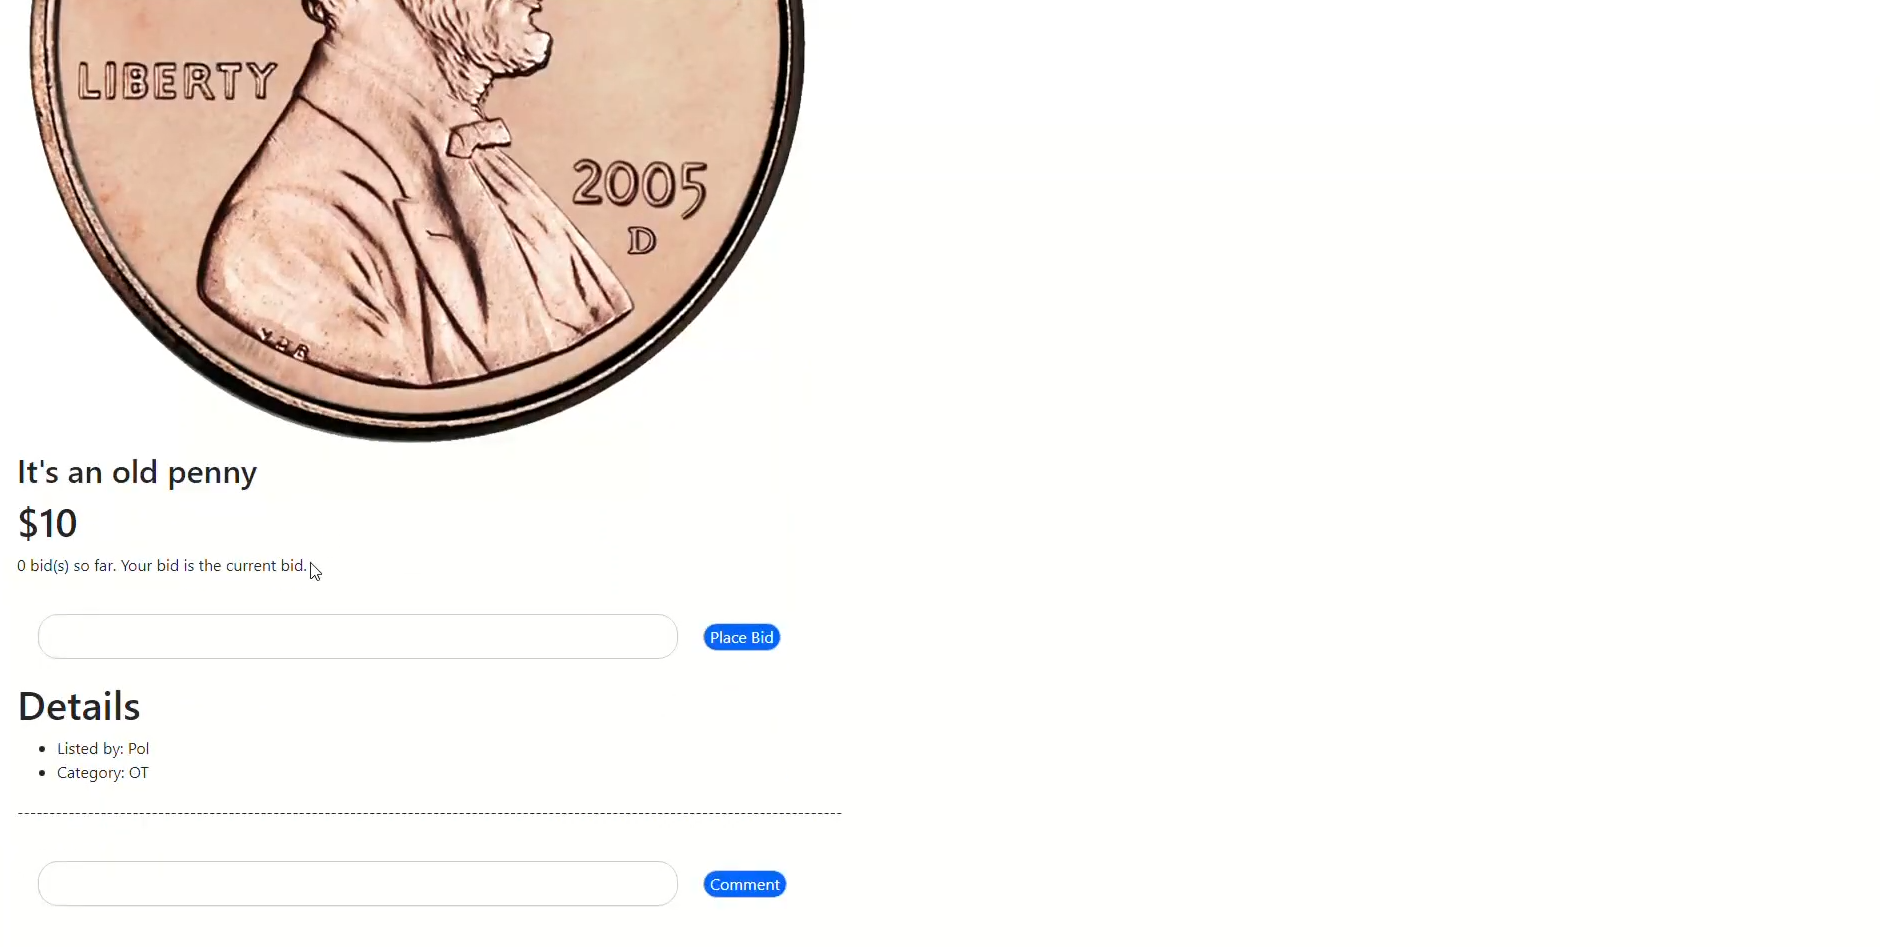 LIBERTY
2005
D
It's an old penny
$10
0 bid(s) so far. Your bid is the current bid.
Place Bid
Details
Listed by: Pol
Category: OT
Comment